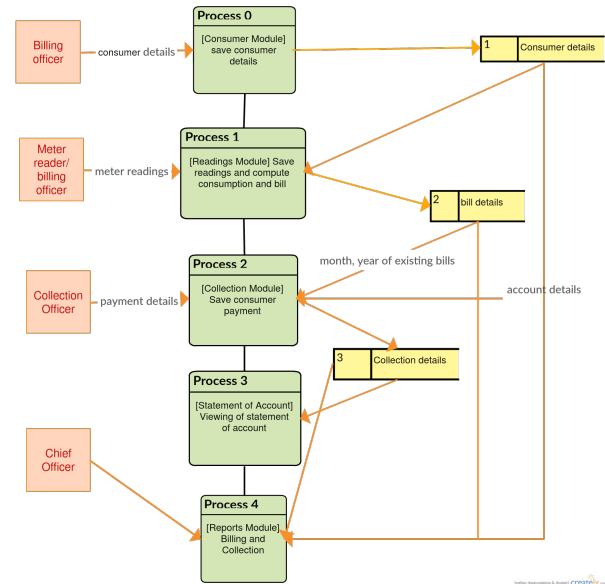 Process 0
[Consumer Module]
save consumer
details
Billing
officer
consumer details
1
Consumer details
Process 1
[Readings Module] Save
readings and compute
consumption and bill
Meter
reader/
billing
officer
meter readings
2
bill details
Process 2
[Collection Module]
Save consumer
payment
month, year of existing bills
account details
Collection
Officer
payment details
3
Collection details
Process 3
[Statement of Account]
Viewing of statement
of account
Chief
Officer
Process 4
[Reports Module]
Billing and
Collection